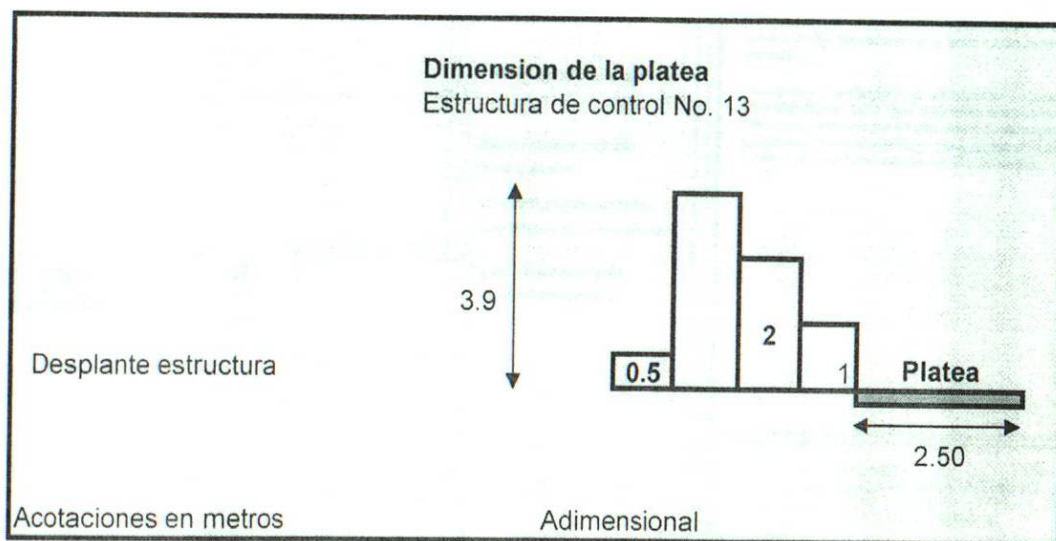 Dimension de la platea
Estructura de control No. 13
3.9
2
Desplante estructura
0.5
1
Platea
2.50
Acotaciones en metros
Adimensional